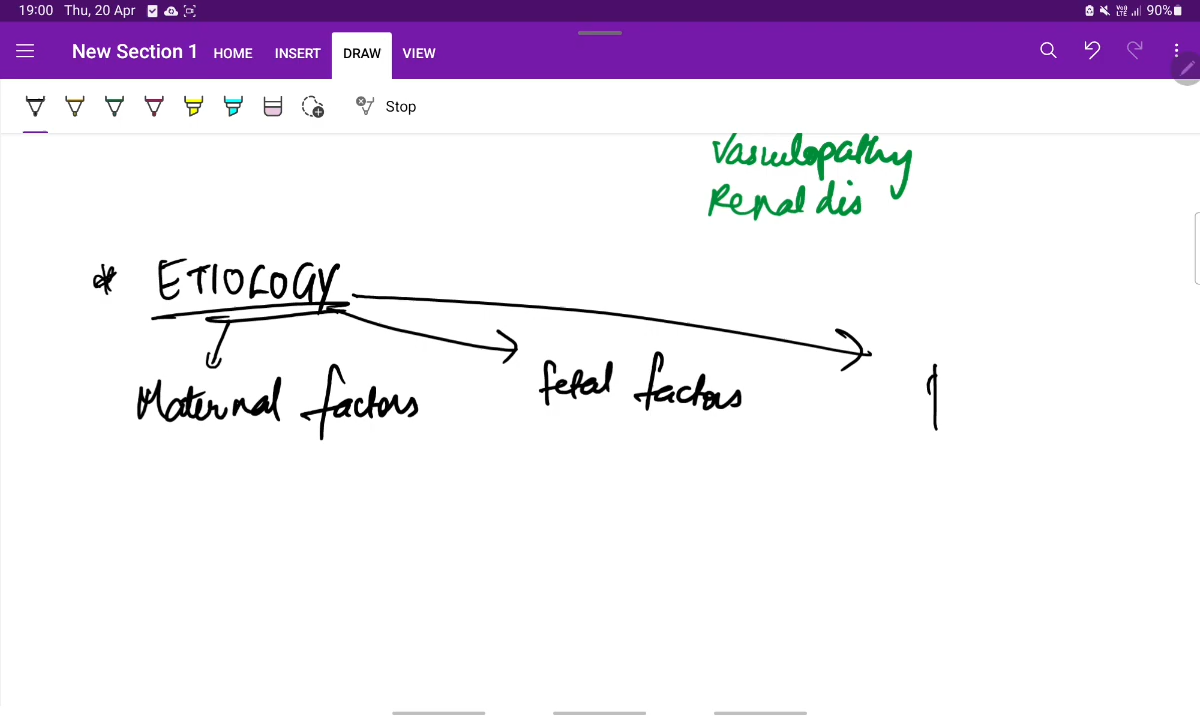 19:00 Thu, 20 Apr 90%
New Section 1 HOME INSERT DRAW VIEW
Stop
Vasculopathy
Renal dis
* ETIOLOGY
Maternal factors fetal factors